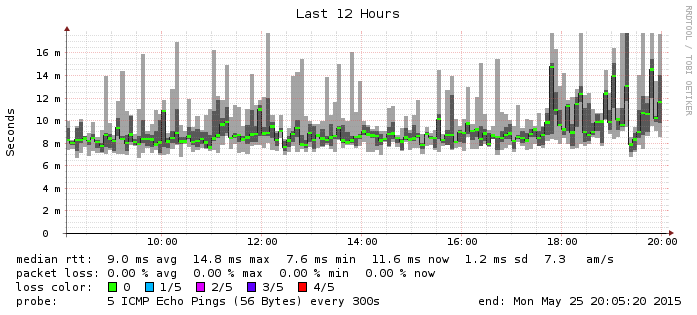 Last 12 Hours
RRDTOOL / TOBI OETIKER
Seconds
16 m
14 m
12 m
10 m
8 m
6 m
4 m
2 m
0
10:00 12:00 14:00 16:00 18:00 20:00
median rtt: 9.0 ms avg 14.8 ms max 7.6 ms min 11.6 ms now 1.2 ms sd 7.3 am/s
packet loss: 0.00 % avg 0.00 % max 0.00 % min 0.00 % now
loss color: 0 1/5 2/5 3/5 4/5
probe: 5 ICMP Echo Pings (56 Bytes) every 300s end: Mon May 25 20:05:20 2015